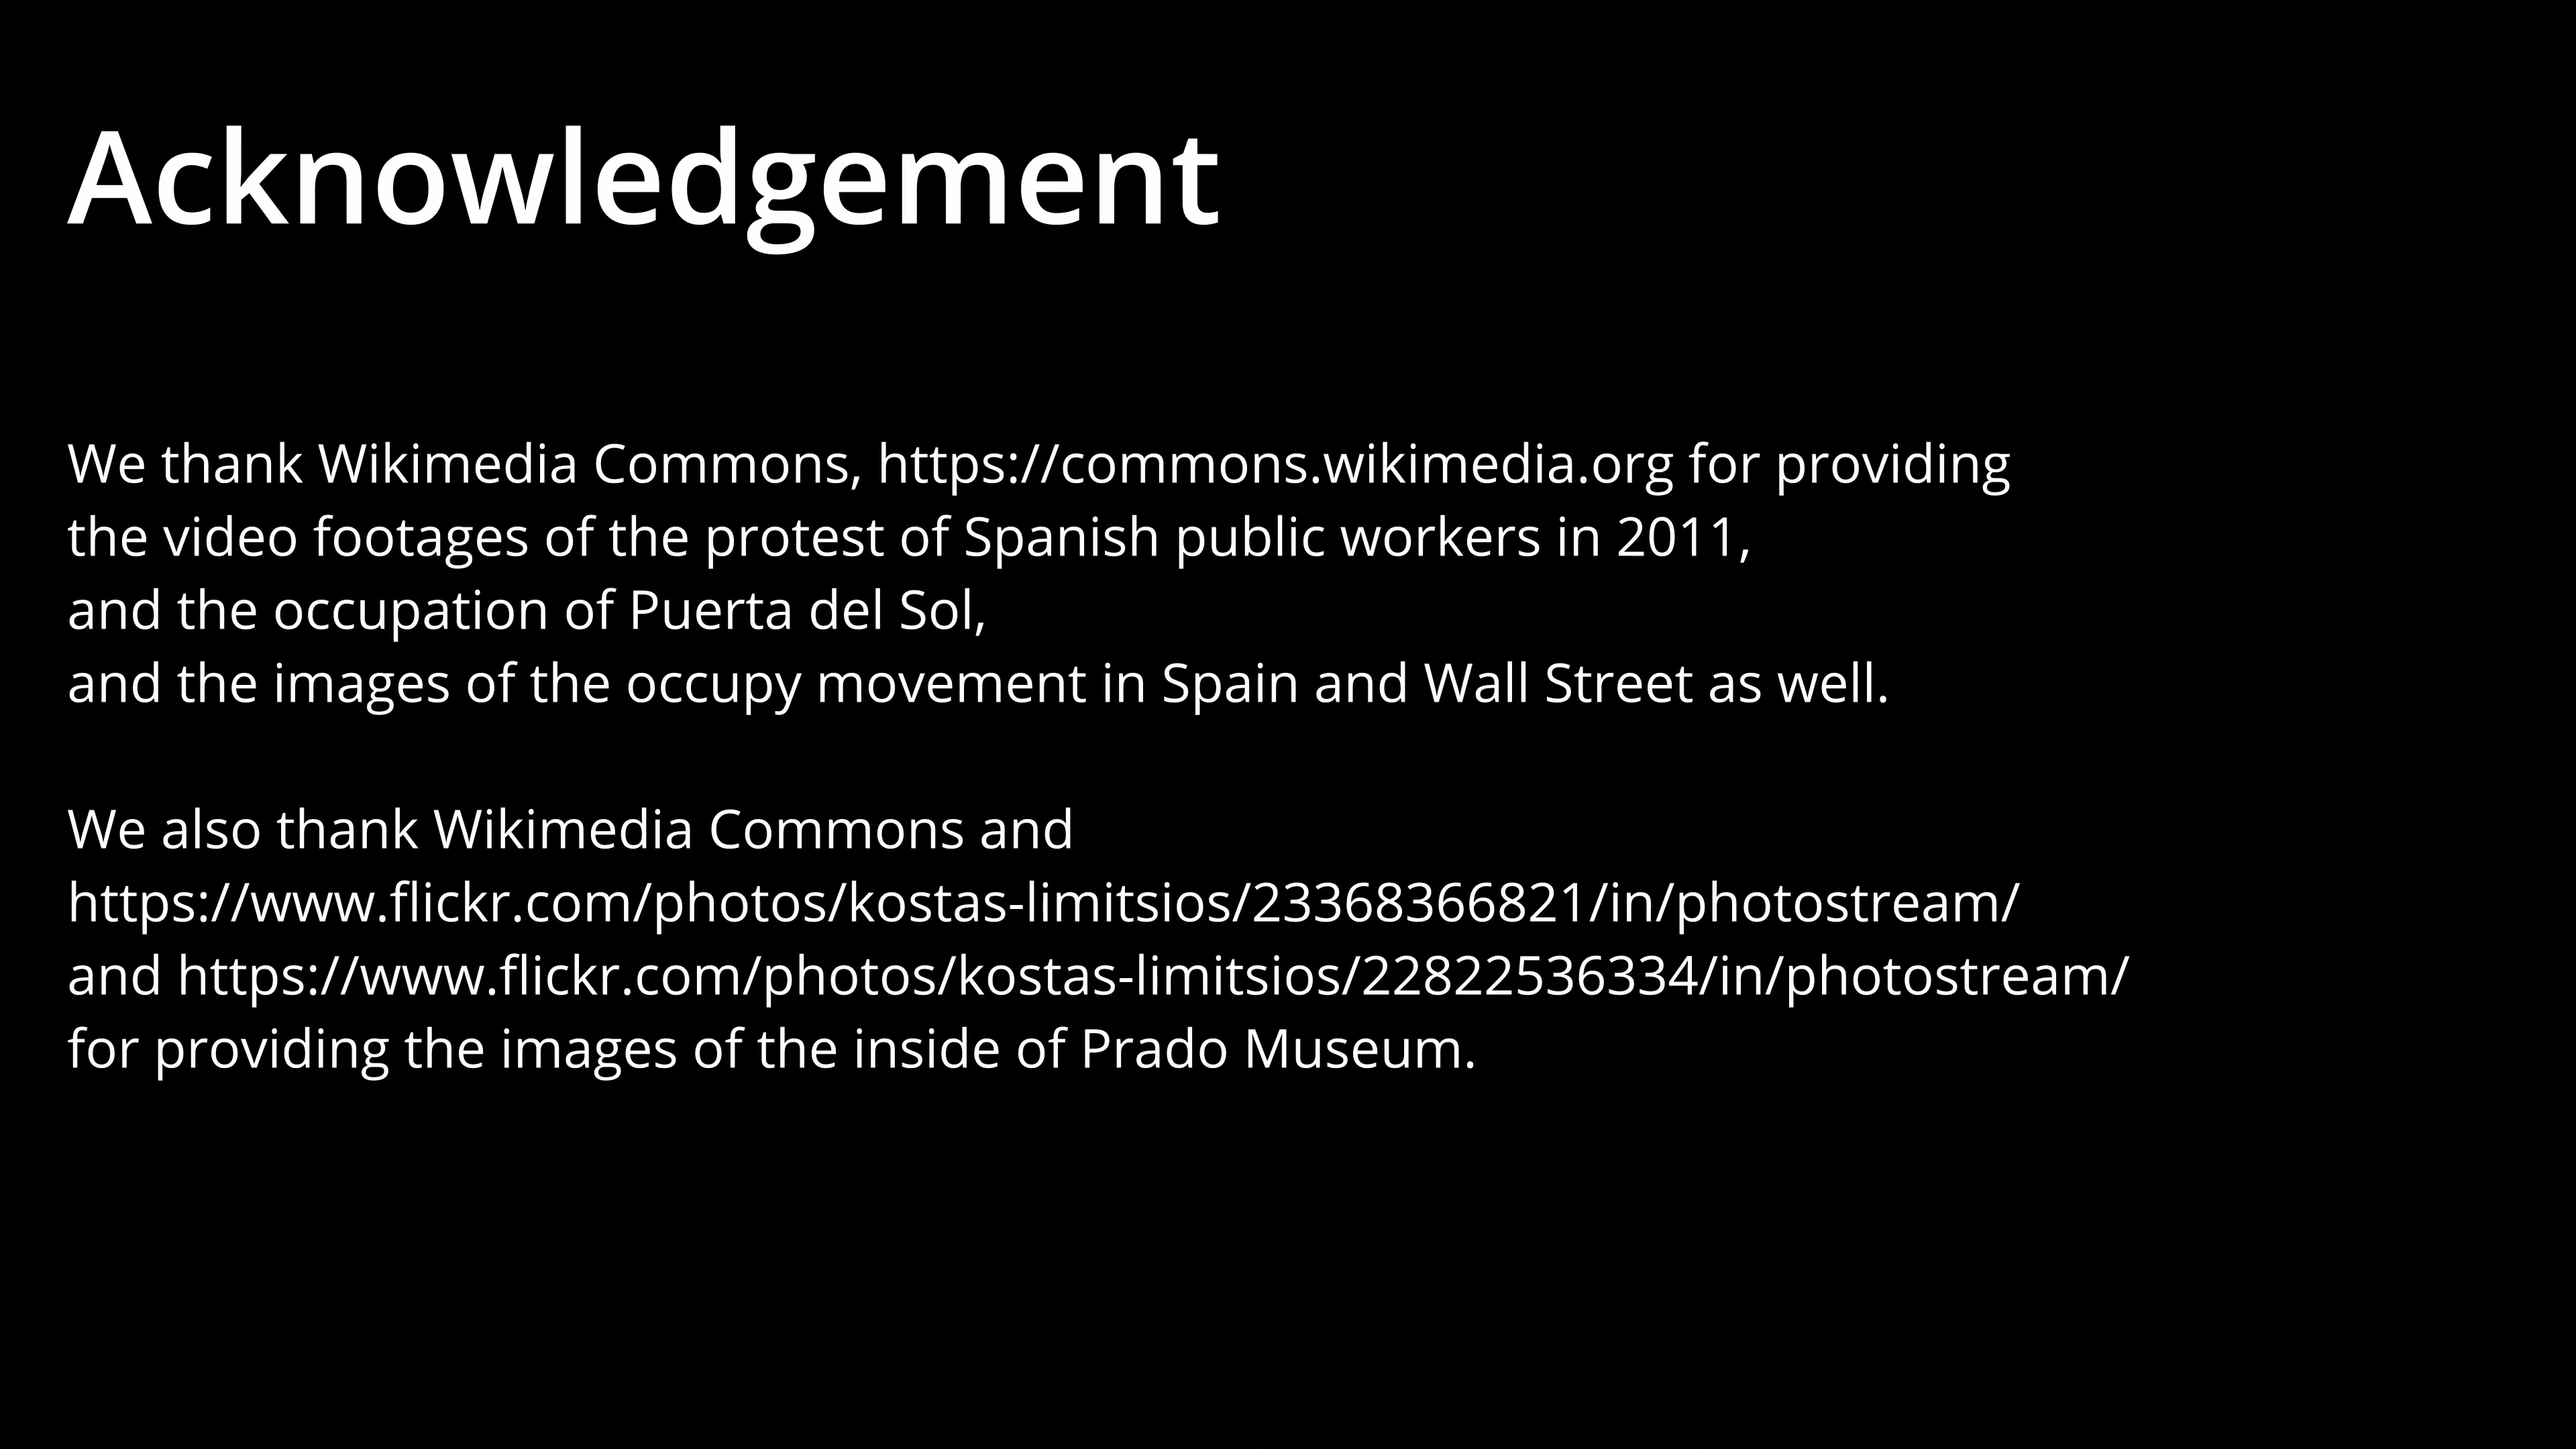 Acknowledgement
We thank Wikimedia Commons, https://commons.wikimedia.org for providing
the video footages of the protest of Spanish public workers in 2011,
and the occupation of Puerta del Sol,
and the images of the occupy movement in Spain and Wall Street as well.
We also thank Wikimedia Commons and
https://www.flickr.com/photos/kostas-limitsios/23368366821/in/photostream/
and https://www.flickr.com/photos/kostas-limitsios/22822536334/in/photostream/
for providing the images of the inside of Prado Museum.